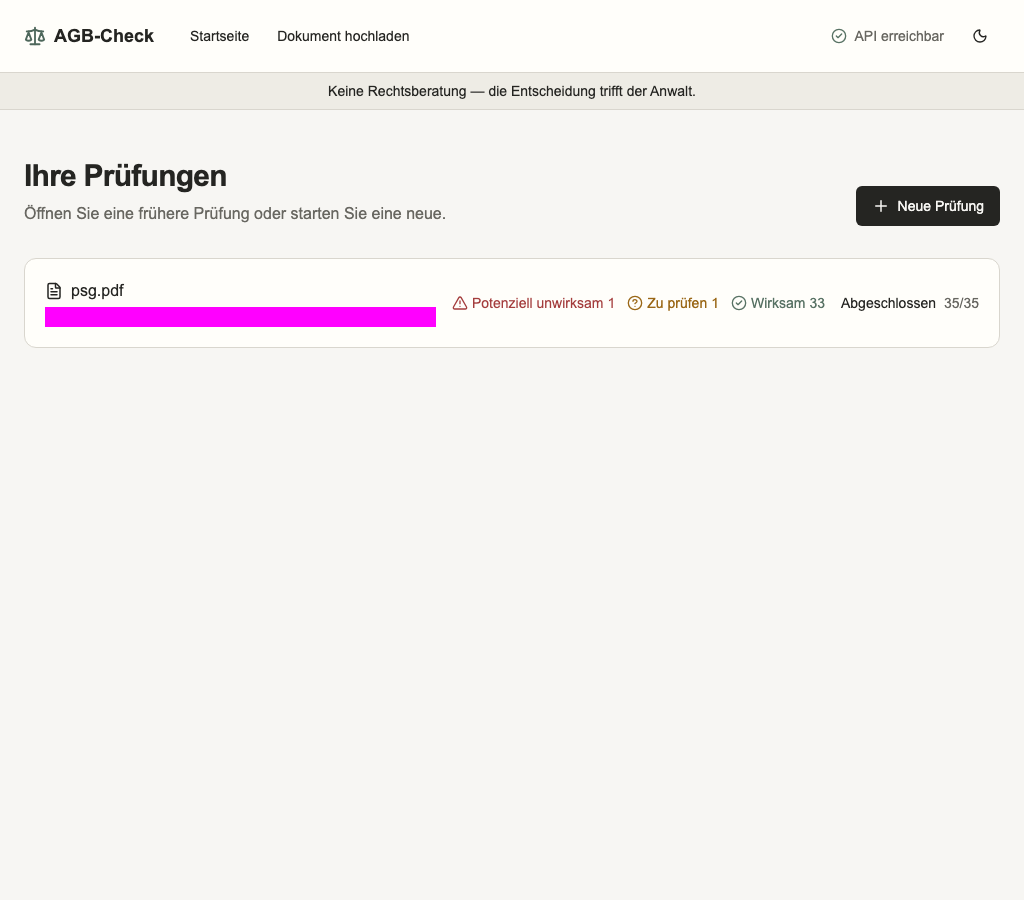 AGB-Check
Startseite
Dokument hochladen
API erreichbar
Keine Rechtsberatung — die Entscheidung trifft der Anwalt.
Ihre Prüfungen
Öffnen Sie eine frühere Prüfung oder starten Sie eine neue.
Neue Prüfung
psg.pdf
Potenziell unwirksam 1
Zu prüfen 1
Wirksam 33
Abgeschlossen 35/35